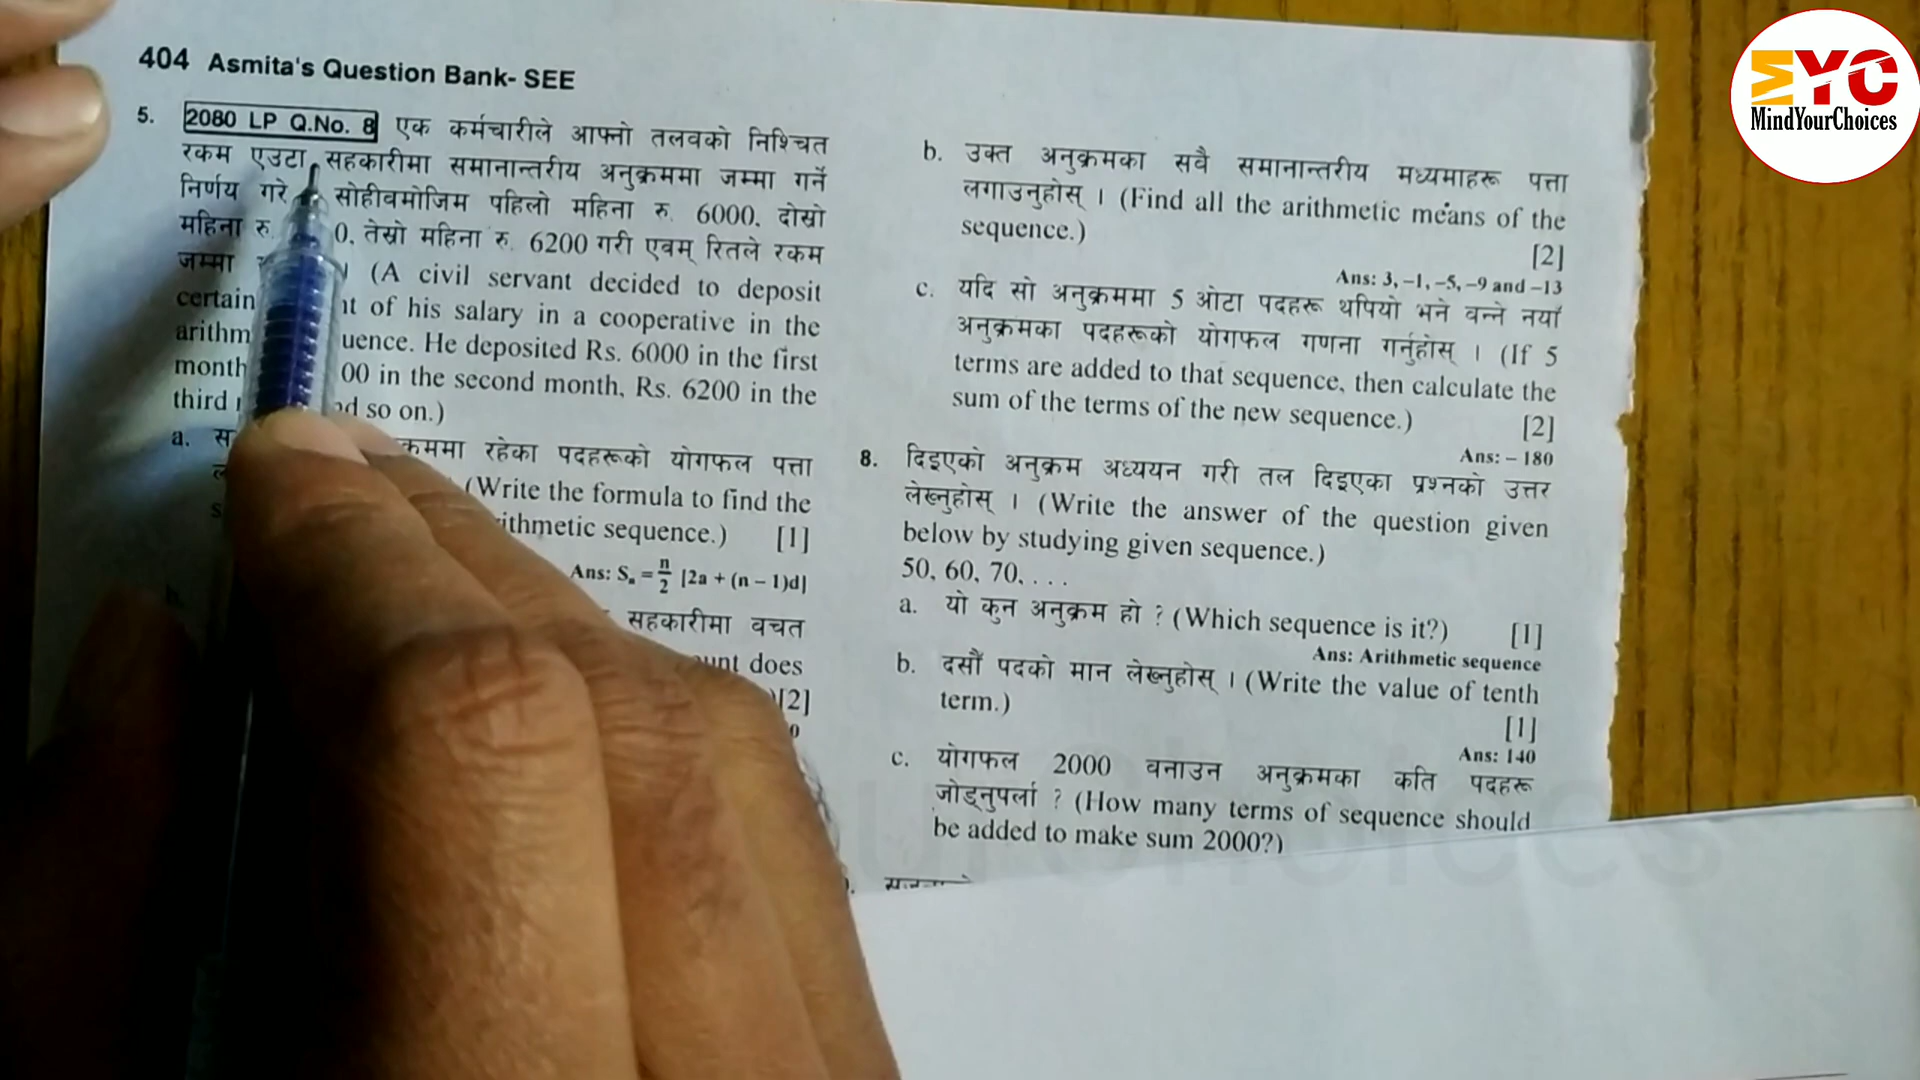 404 Asmita's Question Bank- SEE
5. 2080 LP Q.No. 8 एक कर्मचारीले आफ्नो तलवको निश्चित
रकम एउटा सहकारीमा समानान्तरीय अनुक्रममा जम्मा गर्ने
निर्णय गरे सोहीवमोजिम पहिलो महिना रु. 6000, दोस्रो
महिना रु. 0, तेस्रो महिना रु. 6200 गरी एवम् रितले रकम
जम्मा (A civil servant decided to deposit
certain of his salary in a cooperative in the
He deposited Rs. 6000 in the first
month 00 in the second month, Rs. 6200 in the
third so on.)
a. रहेका पदहरूको योगफल पत्ता
(Write the formula to find the
arithmetic sequence.) [1]
Ans: Sₙ = n/2 [2a + (n – 1)d]
सहकारीमा वचत
does
[2]
0
b. उक्त अनुक्रमका सवै समानान्तरीय मध्यमाहरू पत्ता
लगाउनुहोस् । (Find all the arithmetic means of the
sequence.) [2]
Ans: 3, –1, –5, –9 and –13
c. यदि सो अनुक्रममा 5 ओटा पदहरू थपियो भने वन्ने नयाँ
अनुक्रमका पदहरूको योगफल गणना गर्नुहोस् । (If 5
terms are added to that sequence, then calculate the
sum of the terms of the new sequence.) [2]
Ans: – 180
8. दिइएको अनुक्रम अध्ययन गरी तल दिइएका प्रश्नको उत्तर
लेख्नुहोस् । (Write the answer of the question given
below by studying given sequence.)
50, 60, 70, . . .
a. यो कुन अनुक्रम हो ? (Which sequence is it?) [1]
Ans: Arithmetic sequence
b. दसौं पदको मान लेख्नुहोस् । (Write the value of tenth
term.) [1]
Ans: 140
c. योगफल 2000 वनाउन अनुक्रमका कति पदहरू
जोड्नुपर्ला ? (How many terms of sequence should
be added to make sum 2000?)
MYC
MindYourChoices